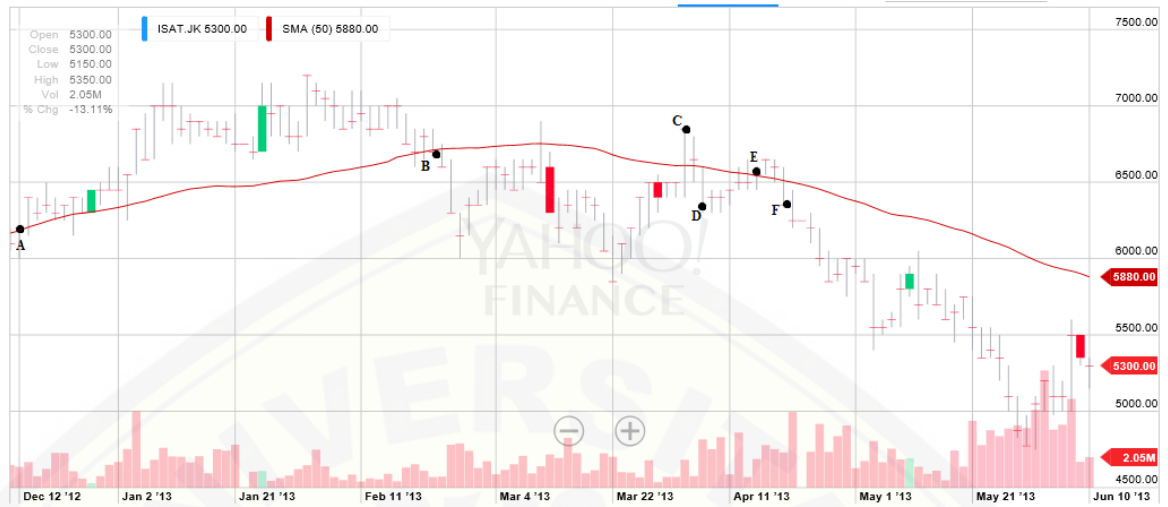 ISAT.JK 5300.00 SMA (50) 5880.00
Open 5300.00
Close 5300.00
Low 5150.00
High 5350.00
Vol 2.05M
% Chg -13.11%
7500.00
7000.00
6500.00
6000.00
5880.00
5500.00
5300.00
5000.00
2.05M
4500.00
A
B
C
D
E
F
YAHOO!
FINANCE
UNIVERSIT
Dec 12 '12 Jan 2 '13 Jan 21 '13 Feb 11 '13 Mar 4 '13 Mar 22 '13 Apr 11 '13 May 1 '13 May 21 '13 Jun 10 '13